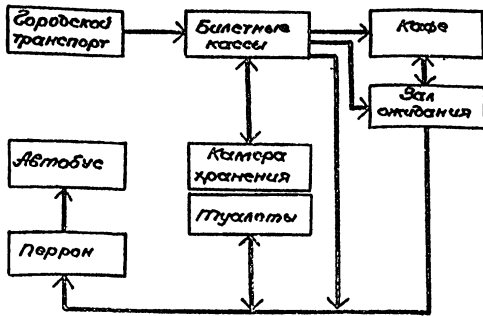 Городской
транспорт
Билетные
кассы
Кафе
Зал
ожидания
Автобус
Камера
хранения
Туалеты
Перрон